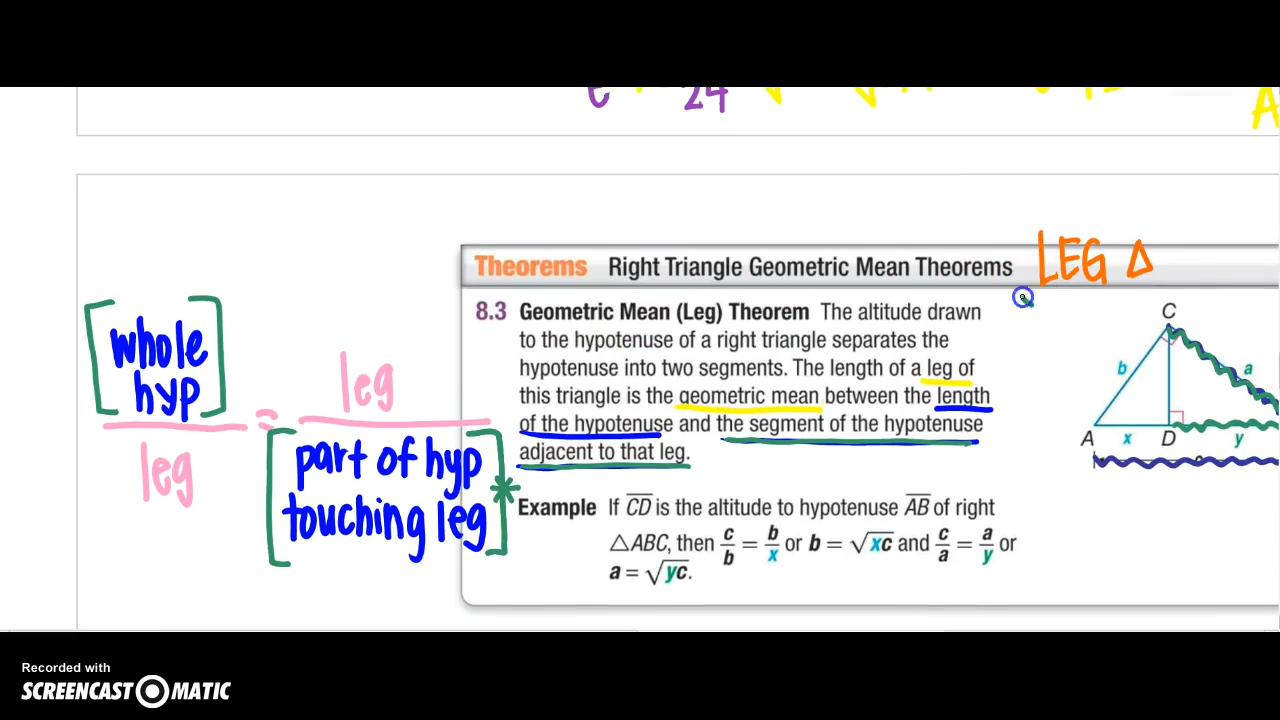 24
A
LEG Δ
Theorems Right Triangle Geometric Mean Theorems
8.3 Geometric Mean (Leg) Theorem The altitude drawn
to the hypotenuse of a right triangle separates the
hypotenuse into two segments. The length of a leg of
this triangle is the geometric mean between the length
of the hypotenuse and the segment of the hypotenuse
adjacent to that leg.
Example If CD is the altitude to hypotenuse AB of right
△ABC, then c/b = b/x or b = √xc and c/a = a/y or
a = √yc.
[whole
hyp]
leg
=
leg
[part of hyp
touching leg] *
C
b
a
A x D y
Recorded with
SCREENCAST-O-MATIC